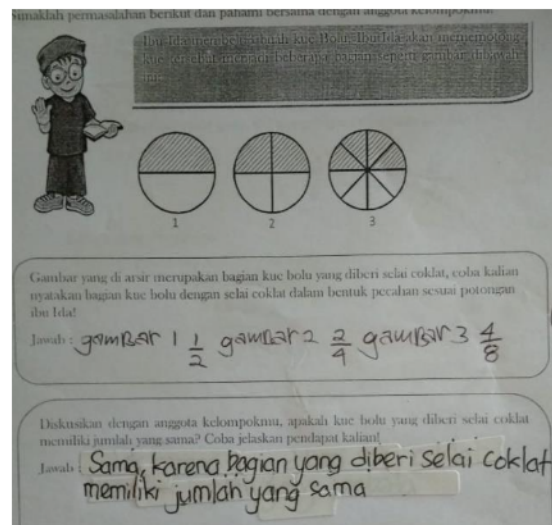 Simaklah permasalahan berikut dan pahami bersama dengan anggota kelompokmu!
Ibu Ida membeli sebuah kue Bolu. Ibu Ida akan mememotong
kue tersebut menjadi beberapa bagian seperti gambar dibawah
ini:
1 2 3
Gambar yang di arsir merupakan bagian kue bolu yang diberi selai coklat, coba kalian
nyatakan bagian kue bolu dengan selai coklat dalam bentuk pecahan sesuai potongan
ibu Ida!
Jawab : gambar 1 1/2 gambar 2 2/4 gambar 3 4/8
Diskusikan dengan anggota kelompokmu, apakah kue bolu yang diberi selai coklat
memiliki jumlah yang sama? Coba jelaskan pendapat kalian!
Jawab : Sama, karena bagian yang diberi selai coklat
memiliki jumlah yang sama